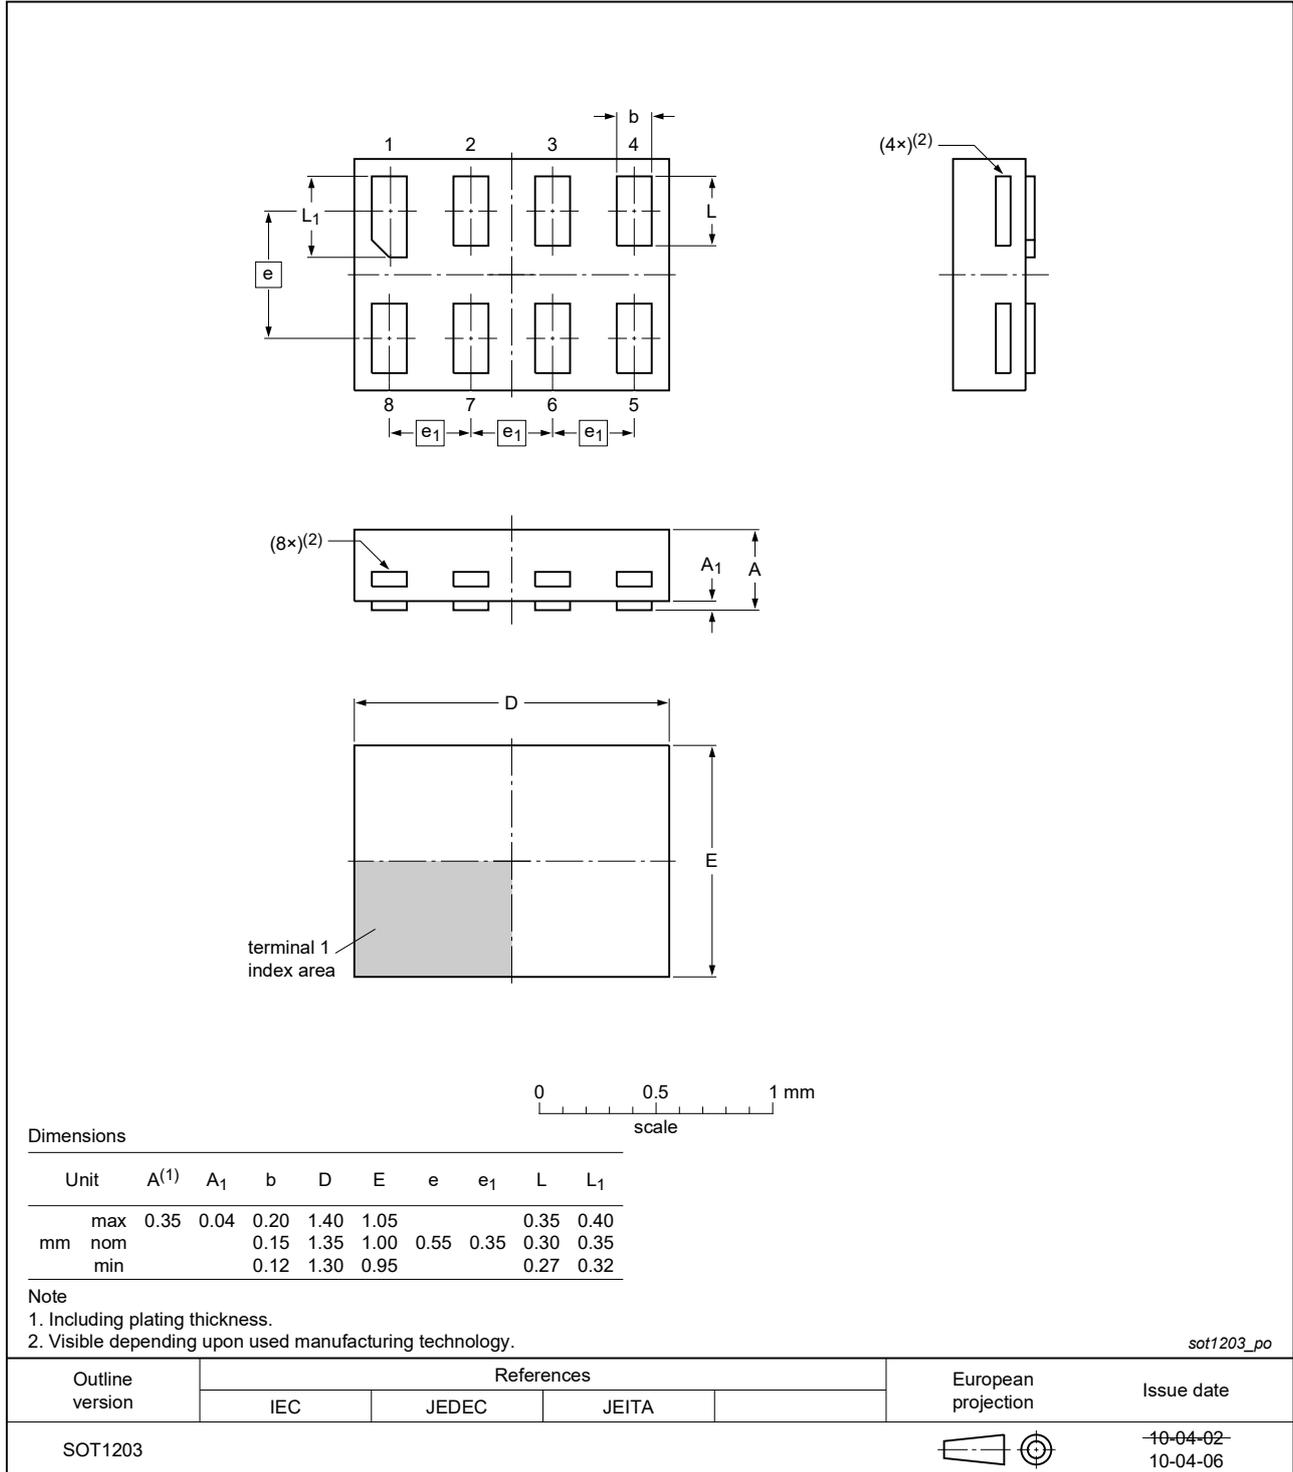 b
1 2 3 4
(4×)(2)
L1
L
e
8 7 6 5
e1 e1 e1
(8×)(2)
A1
A
D
E
terminal 1
index area
0 0.5 1 mm
scale
Dimensions
Unit A(1) A1 b D E e e1 L L1
max 0.35 0.04 0.20 1.40 1.05 0.35 0.40
mm nom 0.15 1.35 1.00 0.55 0.35 0.30 0.35
min 0.12 1.30 0.95 0.27 0.32
Note
1. Including plating thickness.
2. Visible depending upon used manufacturing technology.
sot1203_po
Outline
version
References
IEC JEDEC JEITA
European
projection
Issue date
SOT1203
10-04-02
10-04-06